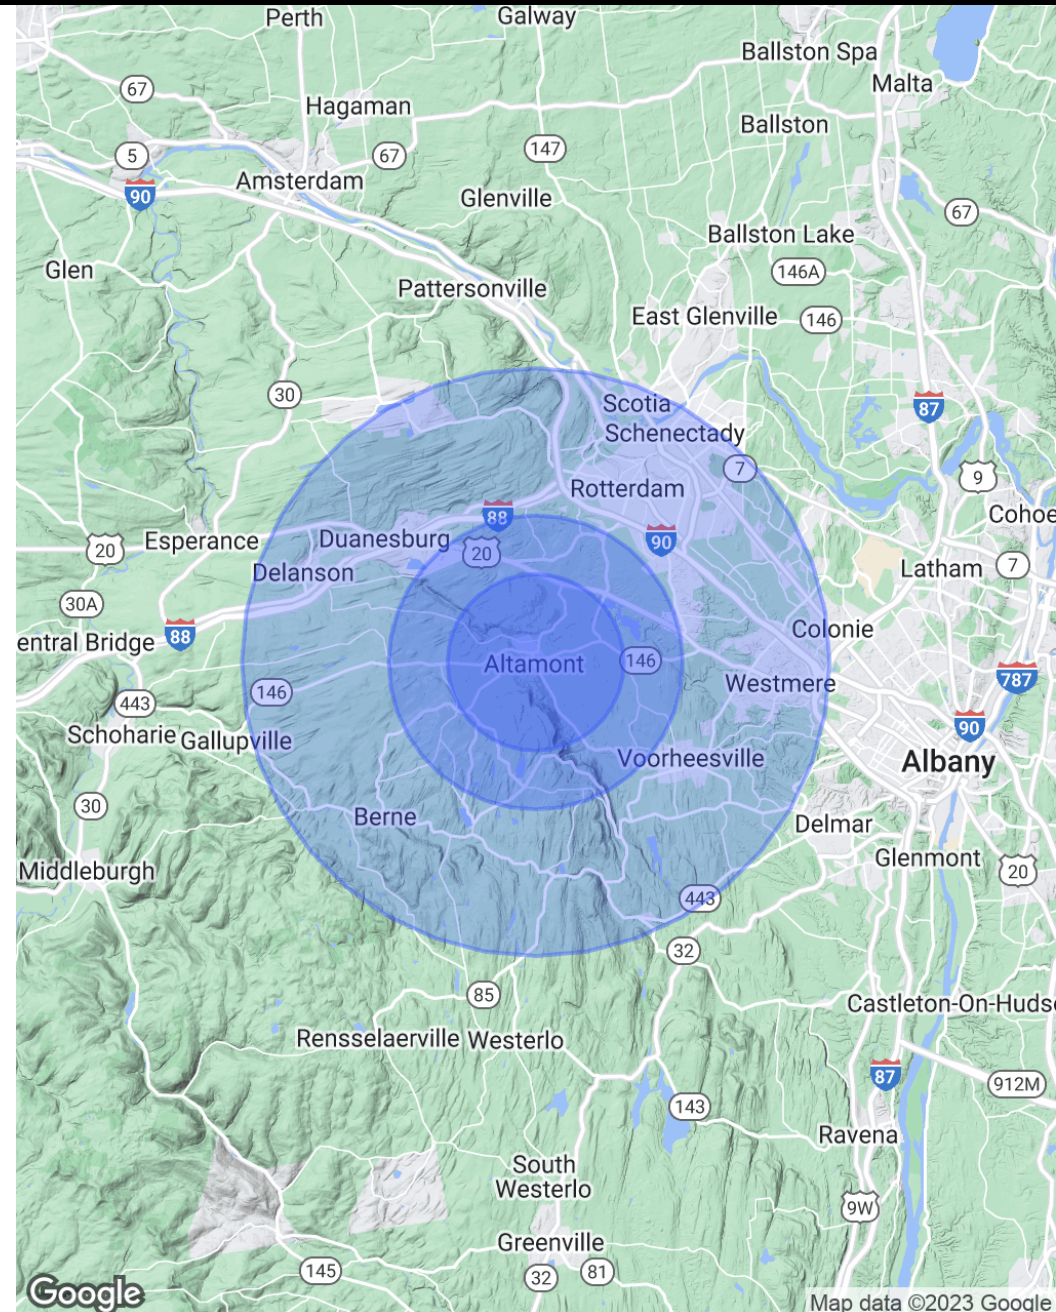 Perth
Galway
Ballston Spa
Malta
67
Hagaman
Ballston
5
67
147
Amsterdam
90
Glenville
67
Ballston Lake
Glen
146A
Pattersonville
East Glenville
146
30
Scotia
87
Schenectady
7
9
Rotterdam
88
Cohoe
20
Esperance
Duanesburg
20
90
Delanson
Latham
7
30A
entral Bridge
88
Colonie
Altamont
146
787
146
Westmere
443
Schoharie
Gallupville
90
Voorheesville
Albany
30
Berne
Delmar
Middleburgh
Glenmont
20
443
32
85
Castleton-On-Huds
Rensselaerville
Westerlo
87
912M
143
Ravena
South
Westerlo
9W
Greenville
145
32
81
Google
Map data ©2023 Google